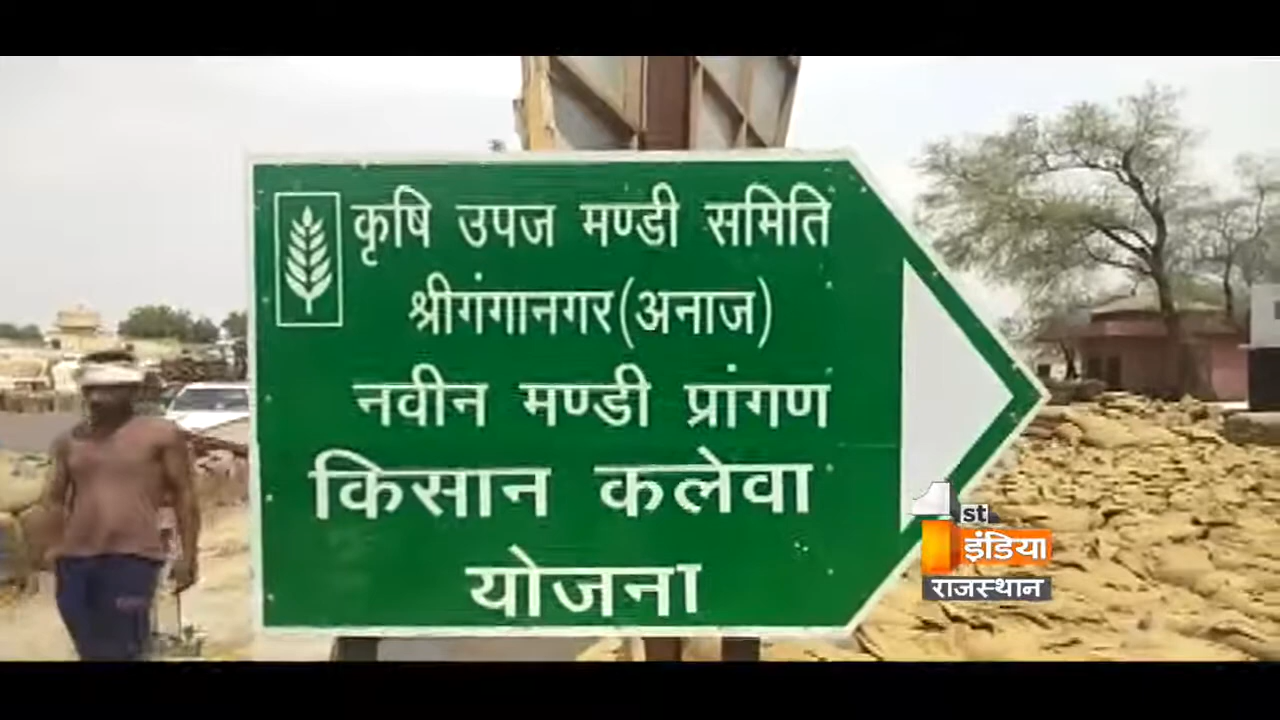 कृषि उपज मण्डी समिति
श्रीगंगानगर(अनाज)
नवीन मण्डी प्रांगण
किसान कलेवा
योजना
1st
इंडिया
राजस्थान